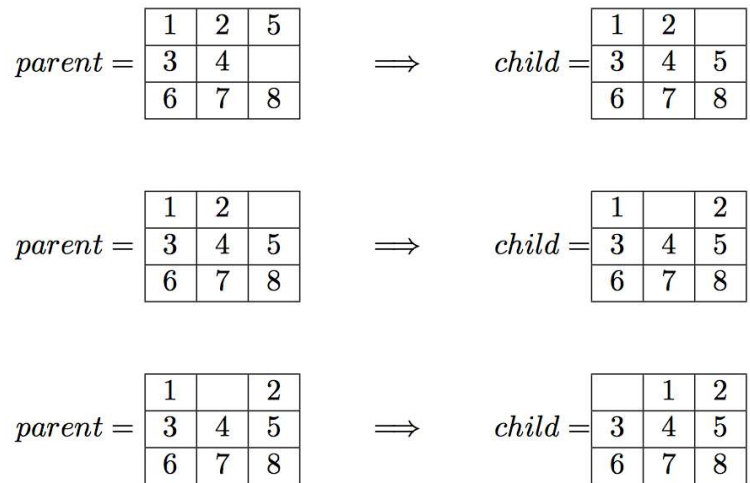 1 2 5 1 2
parent = 3 4 ⟹ child = 3 4 5
6 7 8 6 7 8
1 2 1 2
parent = 3 4 5 ⟹ child = 3 4 5
6 7 8 6 7 8
1 2 1 2
parent = 3 4 5 ⟹ child = 3 4 5
6 7 8 6 7 8